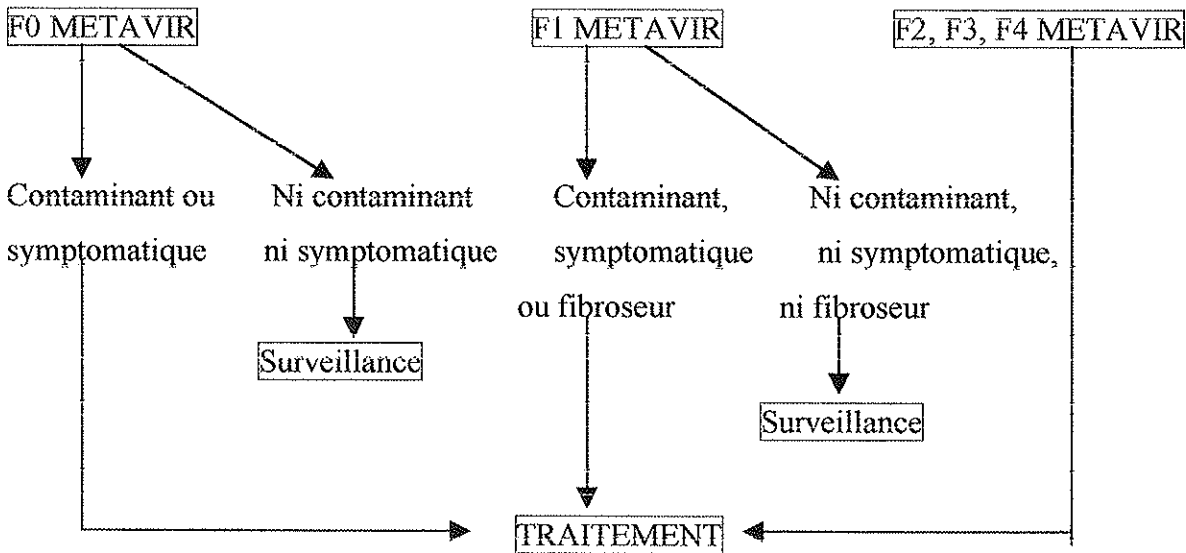 F0 METAVIR
F1 METAVIR
F2, F3, F4 METAVIR
Contaminant ou
symptomatique
Ni contaminant
ni symptomatique
Contaminant,
symptomatique
ou fibroseur
Ni contaminant,
ni symptomatique,
ni fibroseur
Surveillance
Surveillance
TRAITEMENT